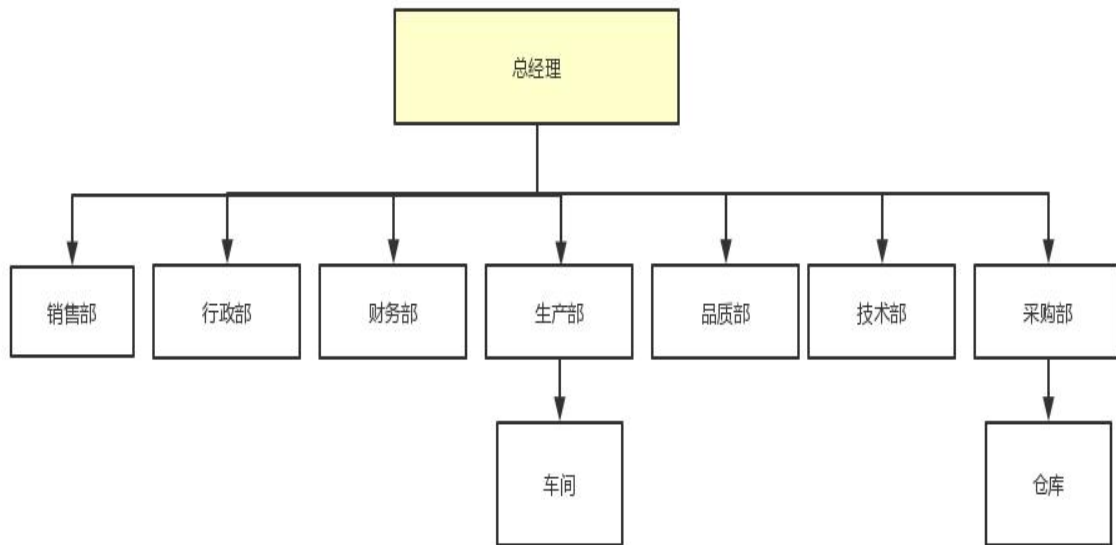 总经理
销售部
行政部
财务部
生产部
品质部
技术部
采购部
车间
仓库